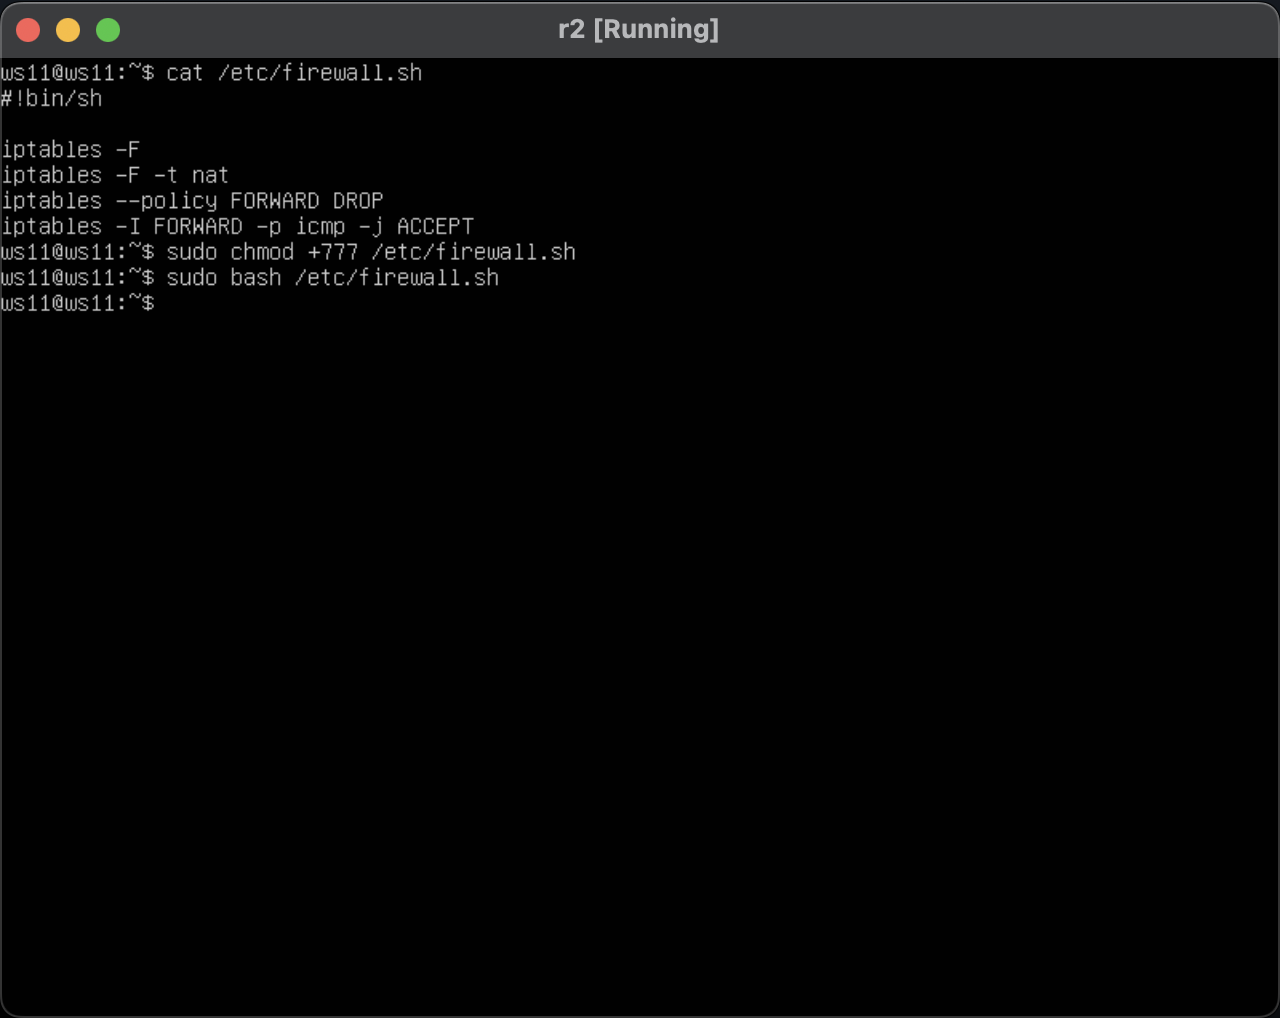 r2 [Running]
ws11@ws11:~$ cat /etc/firewall.sh
#!bin/sh
iptables -F
iptables -F -t nat
iptables --policy FORWARD DROP
iptables -I FORWARD -p icmp -j ACCEPT
ws11@ws11:~$ sudo chmod +777 /etc/firewall.sh
ws11@ws11:~$ sudo bash /etc/firewall.sh
ws11@ws11:~$